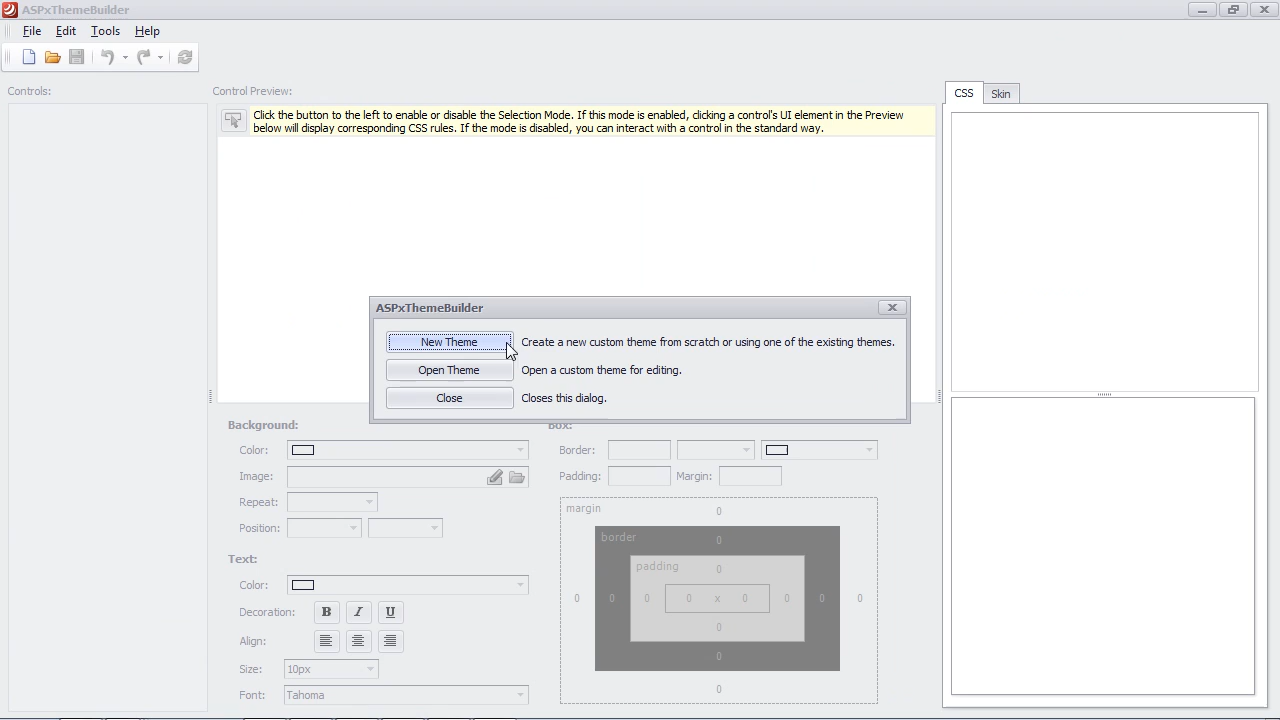 ASPxThemeBuilder
File Edit Tools Help
Controls:
Control Preview:
Click the button to the left to enable or disable the Selection Mode. If this mode is enabled, clicking a control's UI element in the Preview
below will display corresponding CSS rules. If the mode is disabled, you can interact with a control in the standard way.
CSS Skin
ASPxThemeBuilder
New Theme Create a new custom theme from scratch or using one of the existing themes.
Open Theme Open a custom theme for editing.
Close Closes this dialog.
Background:
Color:
Image:
Repeat:
Position:
Text:
Color:
Decoration: B I U
Align:
Size: 10px
Font: Tahoma
Box:
Border:
Padding: Margin:
margin 0
border 0
padding 0
0 0 0 0 x 0 0 0 0
0
0
0